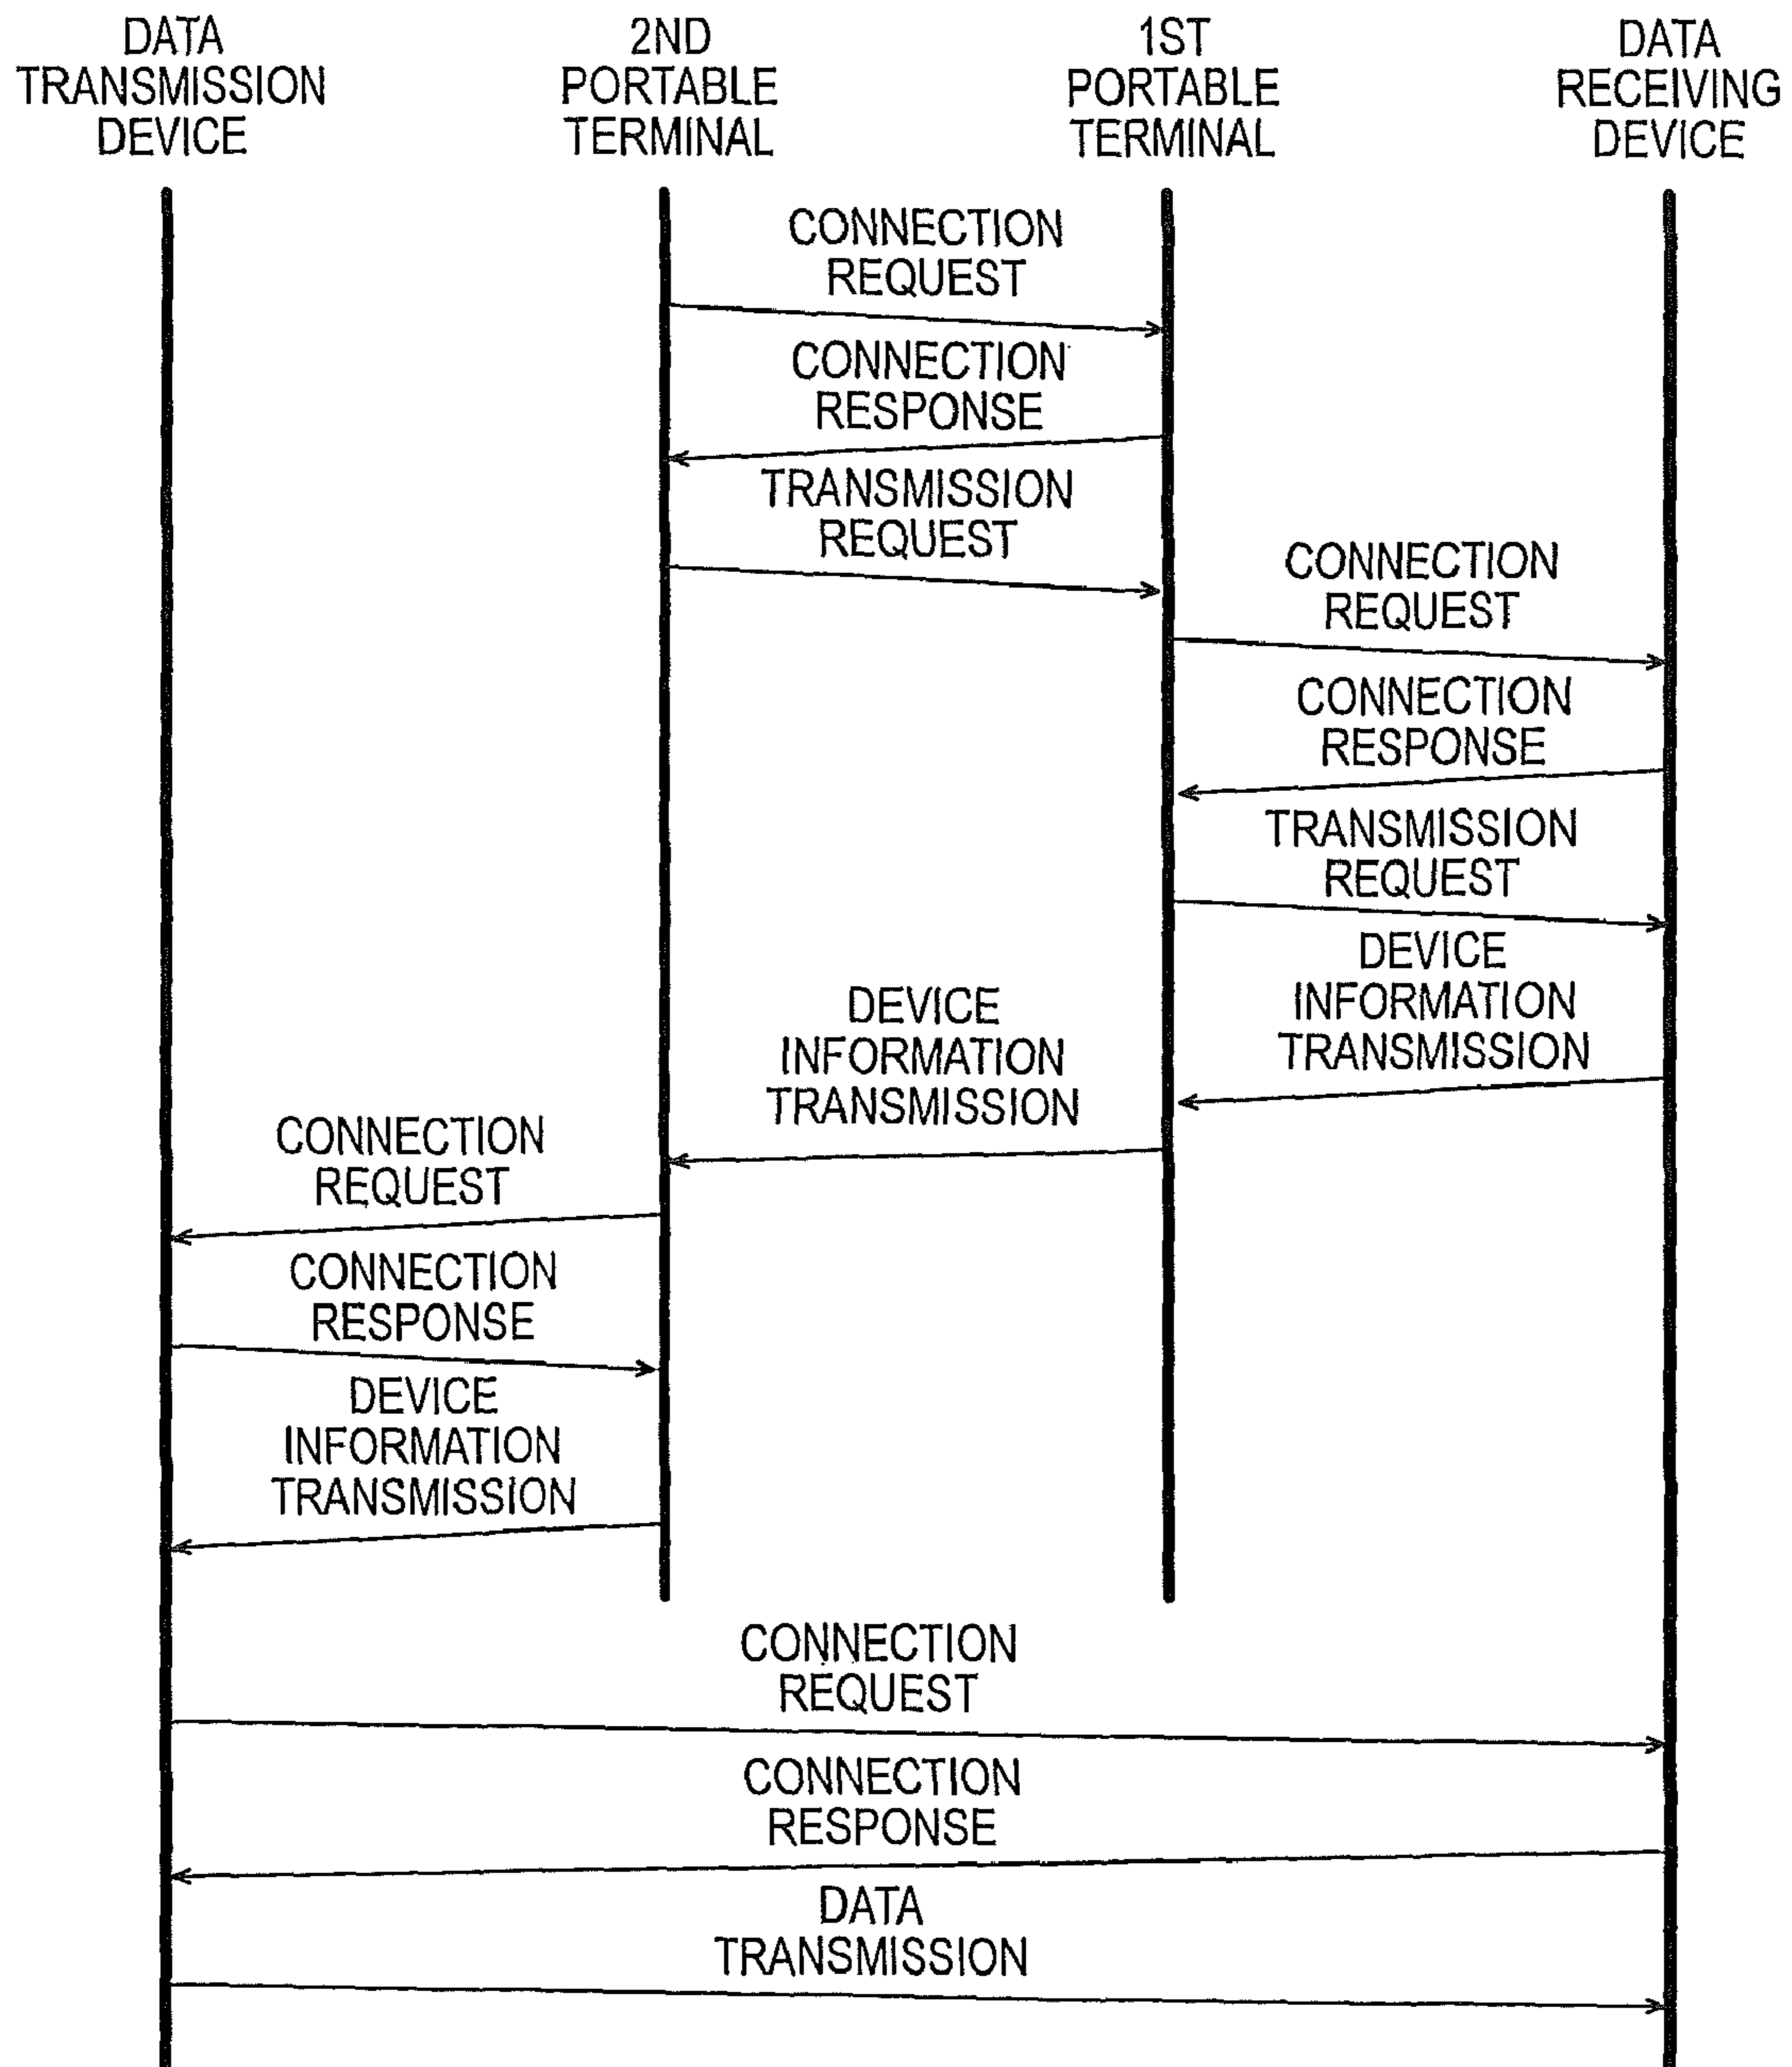 DATA
TRANSMISSION
DEVICE
2ND
PORTABLE
TERMINAL
1ST
PORTABLE
TERMINAL
DATA
RECEIVING
DEVICE
CONNECTION
REQUEST
CONNECTION
RESPONSE
TRANSMISSION
REQUEST
CONNECTION
REQUEST
CONNECTION
RESPONSE
TRANSMISSION
REQUEST
DEVICE
INFORMATION
TRANSMISSION
DEVICE
INFORMATION
TRANSMISSION
CONNECTION
REQUEST
CONNECTION
RESPONSE
DEVICE
INFORMATION
TRANSMISSION
CONNECTION
REQUEST
CONNECTION
RESPONSE
DATA
TRANSMISSION